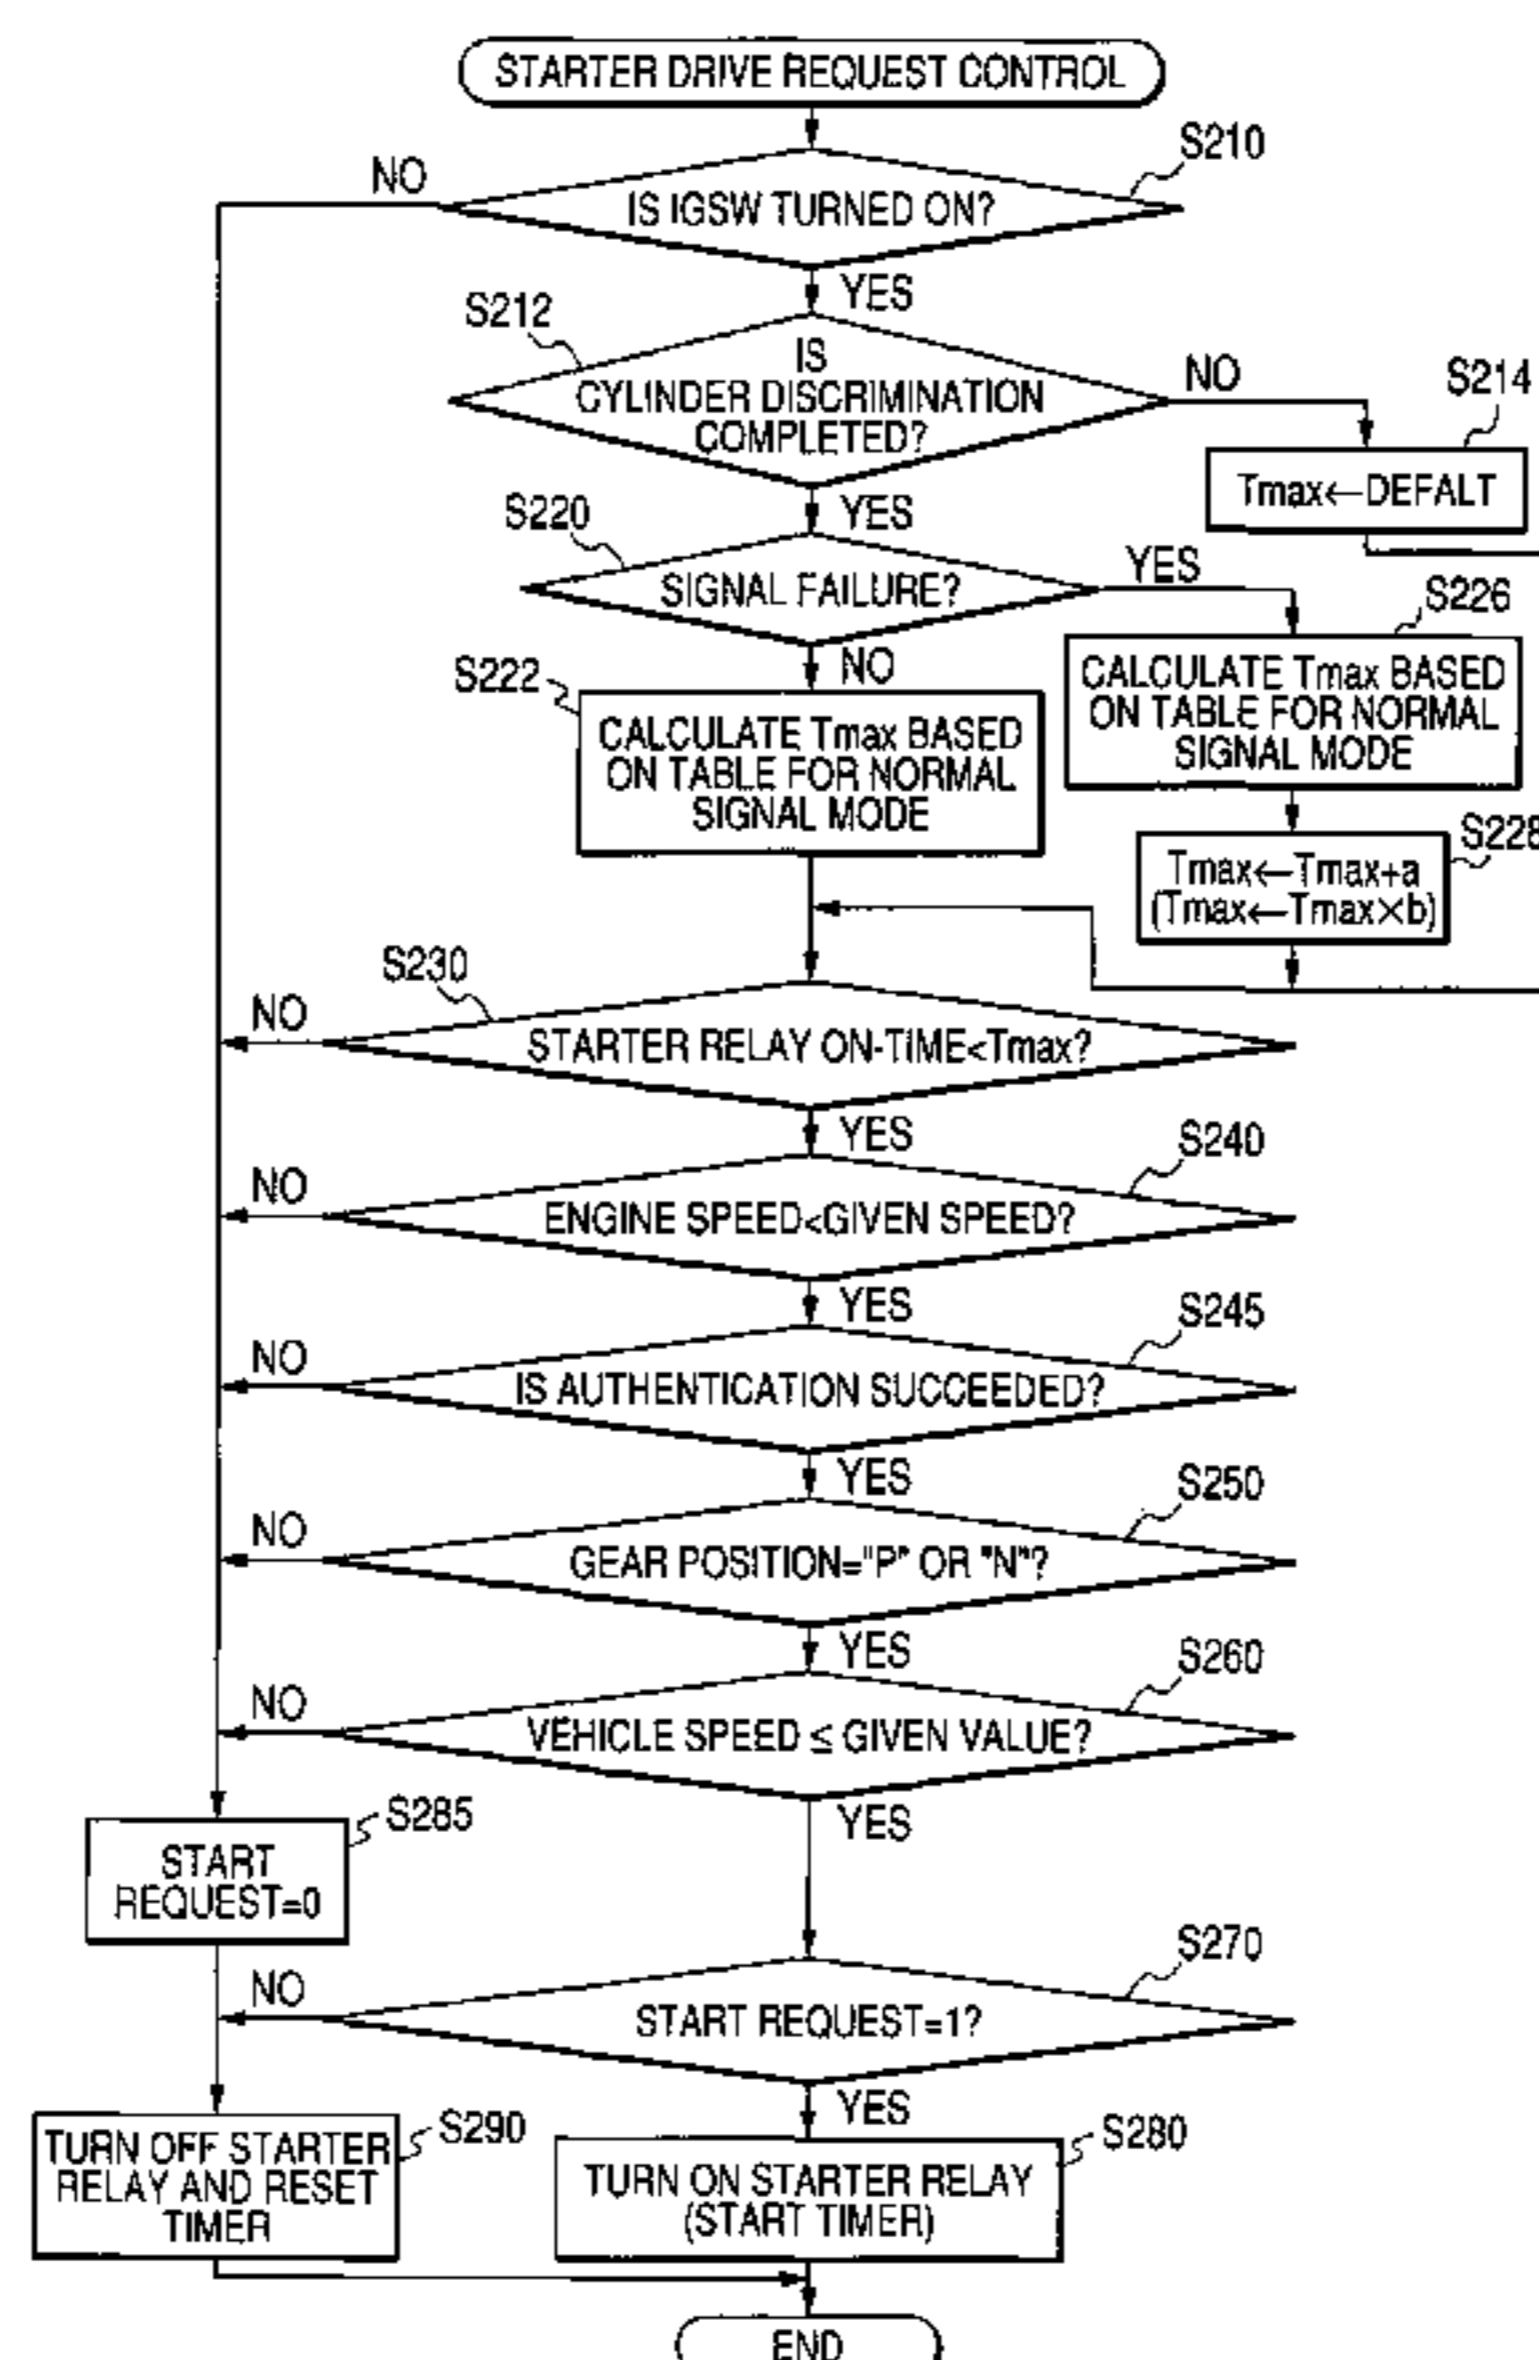 STARTER DRIVE REQUEST CONTROL
S210
NO
IS IGSW TURNED ON?
YES
S212
IS
CYLINDER DISCRIMINATION
COMPLETED?
NO
S214
Tmax←DEFALT
YES
S220
SIGNAL FAILURE?
YES
S226
CALCULATE Tmax BASED
ON TABLE FOR NORMAL
SIGNAL MODE
NO
S222
CALCULATE Tmax BASED
ON TABLE FOR NORMAL
SIGNAL MODE
S228
Tmax←Tmax+a
(Tmax←Tmax×b)
S230
NO
STARTER RELAY ON-TIME<Tmax?
YES
S240
NO
ENGINE SPEED<GIVEN SPEED?
YES
S245
NO
IS AUTHENTICATION SUCCEEDED?
YES
S250
NO
GEAR POSITION="P" OR "N"?
YES
S260
NO
VEHICLE SPEED ≤ GIVEN VALUE?
YES
S285
START
REQUEST=0
S270
NO
START REQUEST=1?
YES
S290
TURN OFF STARTER
RELAY AND RESET
TIMER
S280
TURN ON STARTER RELAY
(START TIMER)
END